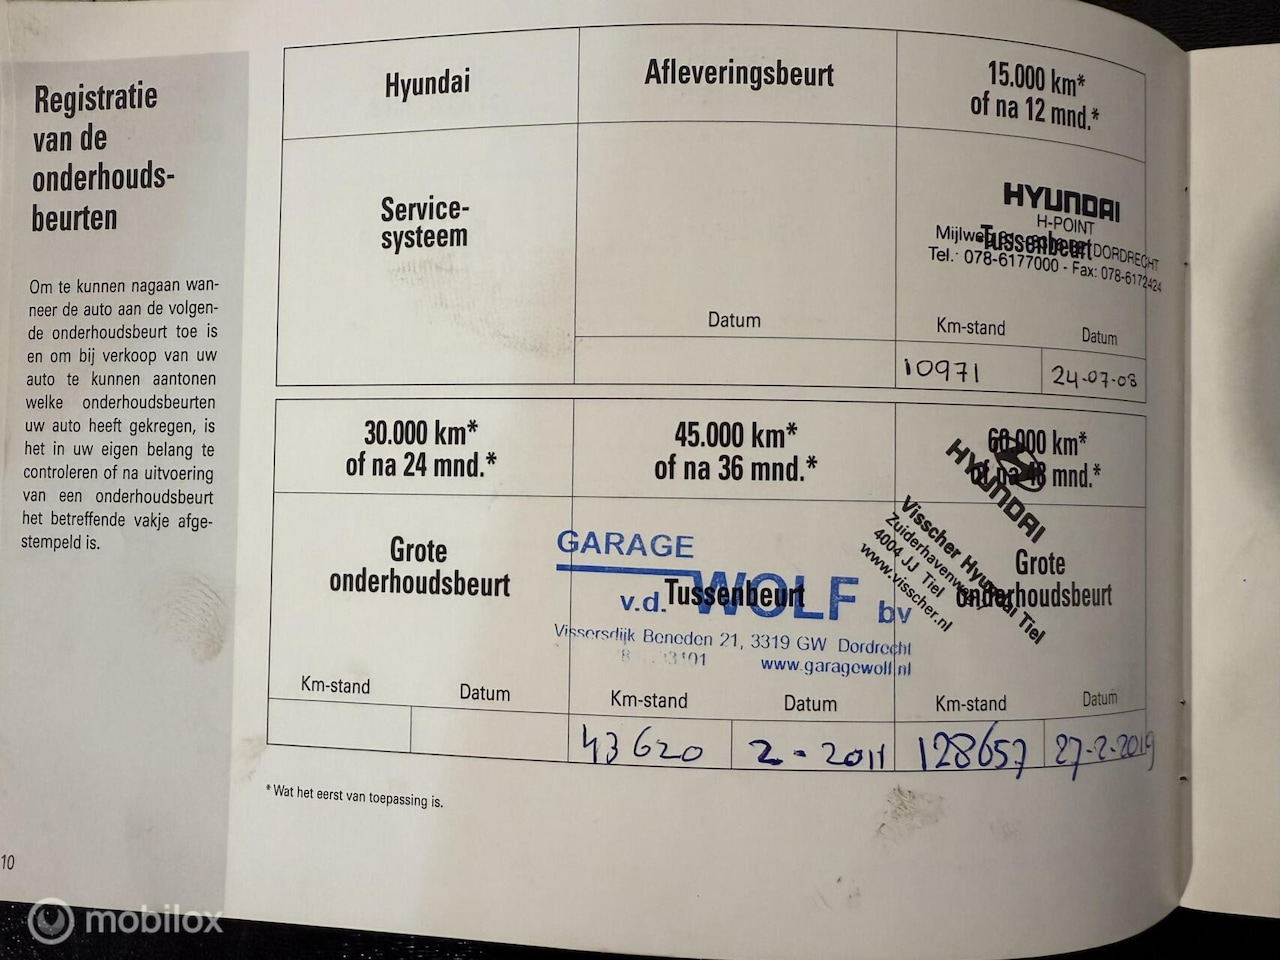 Registratie
van de
onderhouds-
beurten
Om te kunnen nagaan wan-
neer de auto aan de volgen-
de onderhoudsbeurt toe is
en om bij verkoop van uw
auto te kunnen aantonen
welke onderhoudsbeurten
uw auto heeft gekregen, is
het in uw eigen belang te
controleren of na uitvoering
van een onderhoudsbeurt
het betreffende vakje afge-
stempeld is.
10
Hyundai
Service-
systeem
Afleveringsbeurt
Datum
15.000 km*
of na 12 mnd.*
HYUNDAI
H-POINT
Tussenbeurt
DORDRECHT
Tel.: 078-6177000 - Fax: 078-6172424
Km-stand
Datum
10971
24-07-03
30.000 km*
of na 24 mnd.*
Grote
onderhoudsbeurt
Km-stand
Datum
45.000 km*
of na 36 mnd.*
GARAGE
v.d. WOLF bv
Tussenbeurt
Vissersdijk Beneden 21, 3319 GW Dordrecht
www.garagewolf.nl
Km-stand
Datum
43620
2-2011
60.000 km*
of na 48 mnd.*
HYUNDAI
Visscher Hyundai Tiel
Zuiderhavenweg
4004 JJ Tiel
www.visscher.nl
Grote
onderhoudsbeurt
Km-stand
Datum
128657
27-2-2019
* Wat het eerst van toepassing is.
mobilox